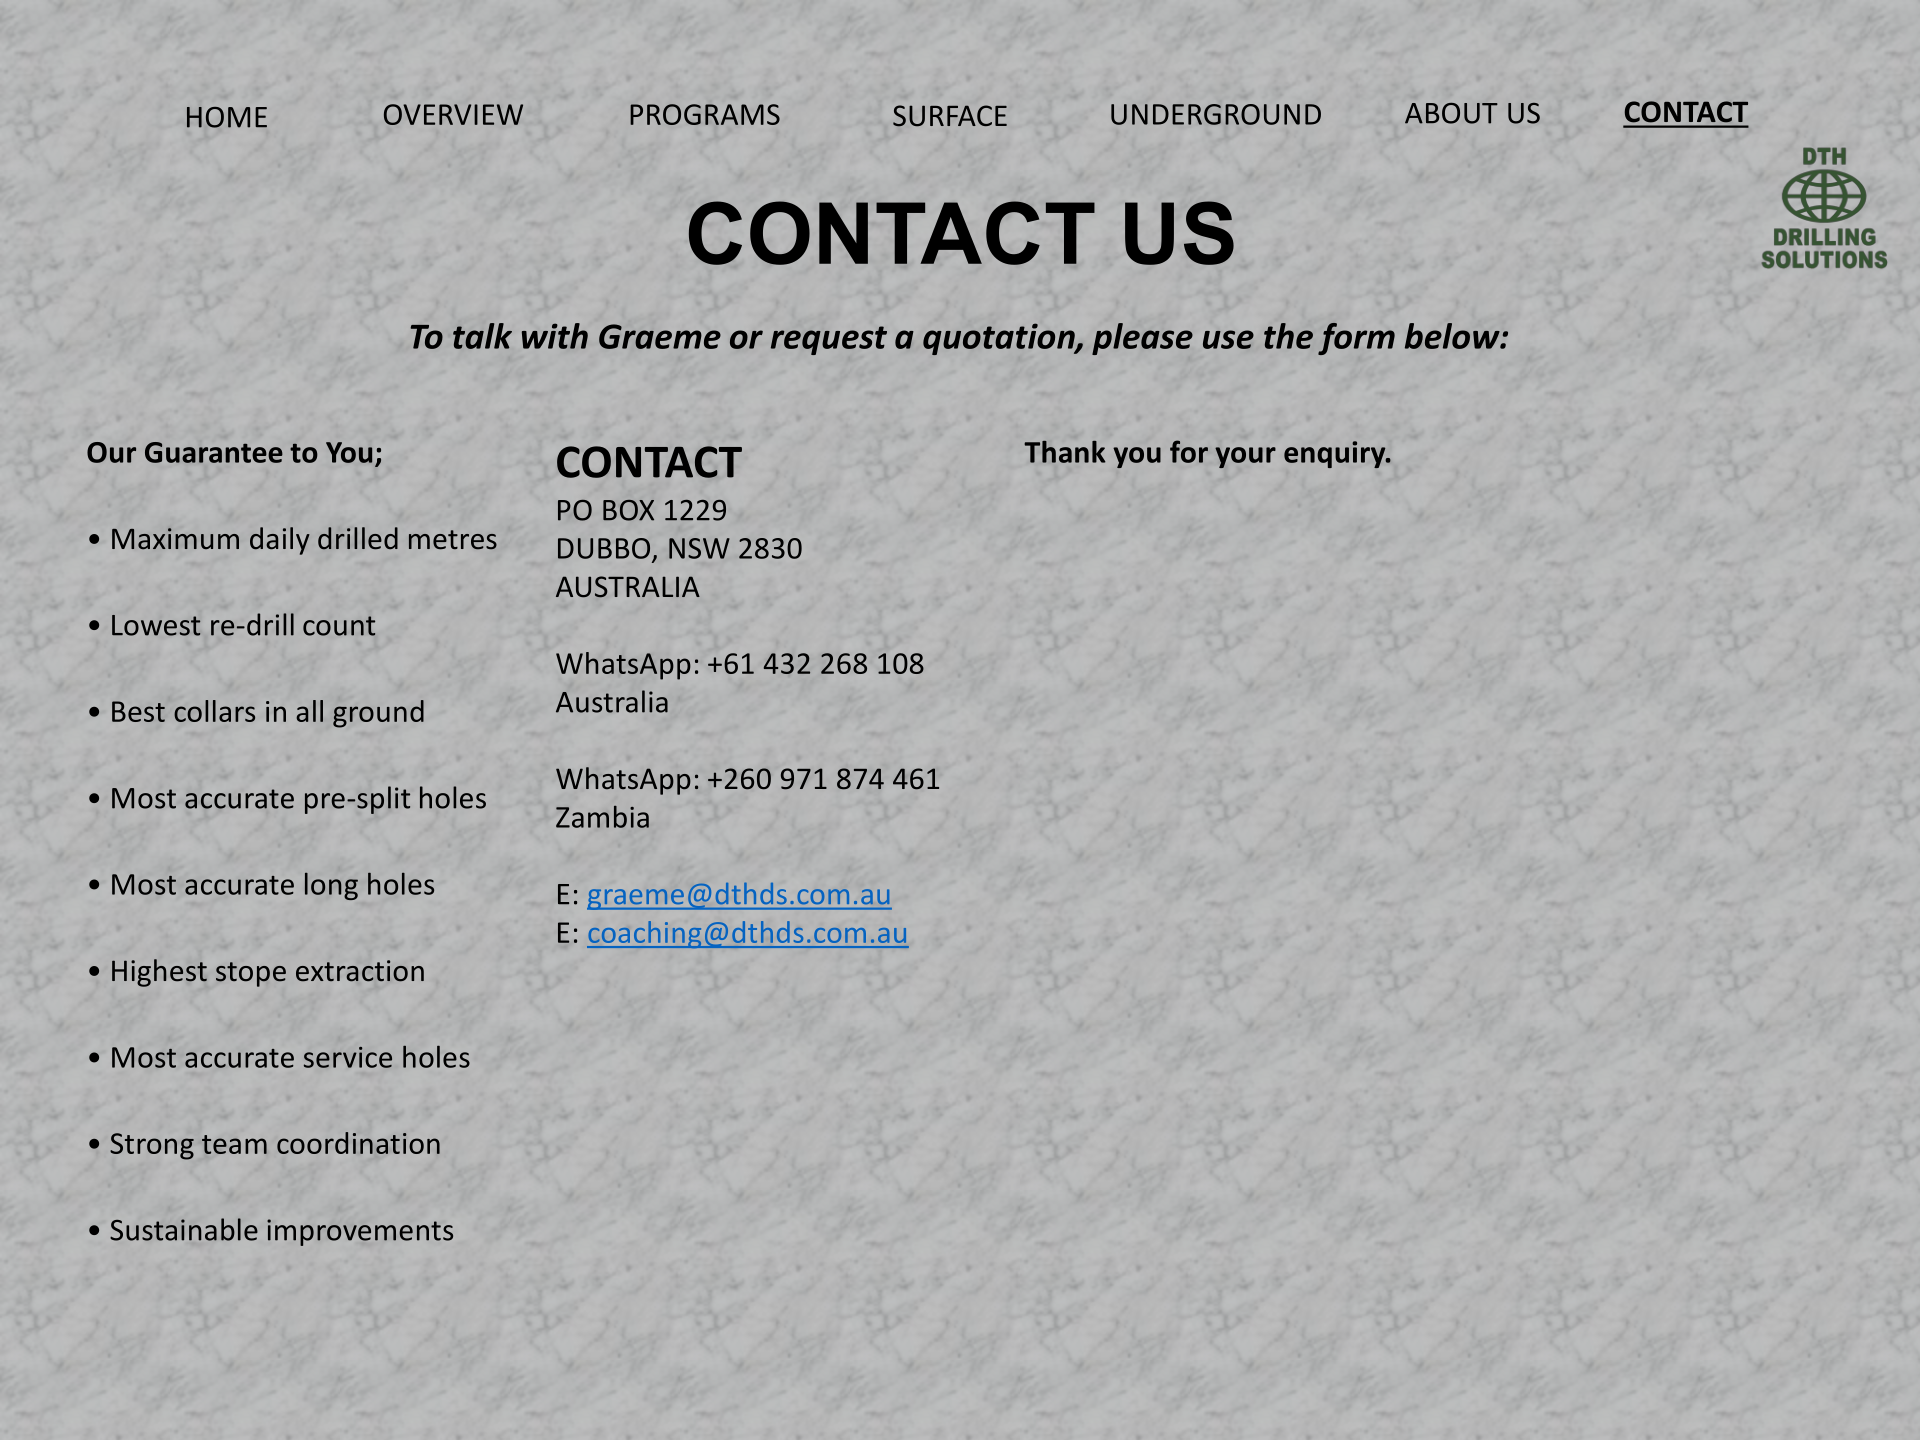 HOME
OVERVIEW
PROGRAMS
SURFACE
UNDERGROUND
ABOUT US
CONTACT
DTH
DRILLING
SOLUTIONS
CONTACT US
To talk with Graeme or request a quotation, please use the form below:
Our Guarantee to You;
• Maximum daily drilled metres
• Lowest re-drill count
• Best collars in all ground
• Most accurate pre-split holes
• Most accurate long holes
• Highest stope extraction
• Most accurate service holes
• Strong team coordination
• Sustainable improvements
CONTACT
PO BOX 1229
DUBBO, NSW 2830
AUSTRALIA
WhatsApp: +61 432 268 108
Australia
WhatsApp: +260 971 874 461
Zambia
E: graeme@dthds.com.au
E: coaching@dthds.com.au
Thank you for your enquiry.